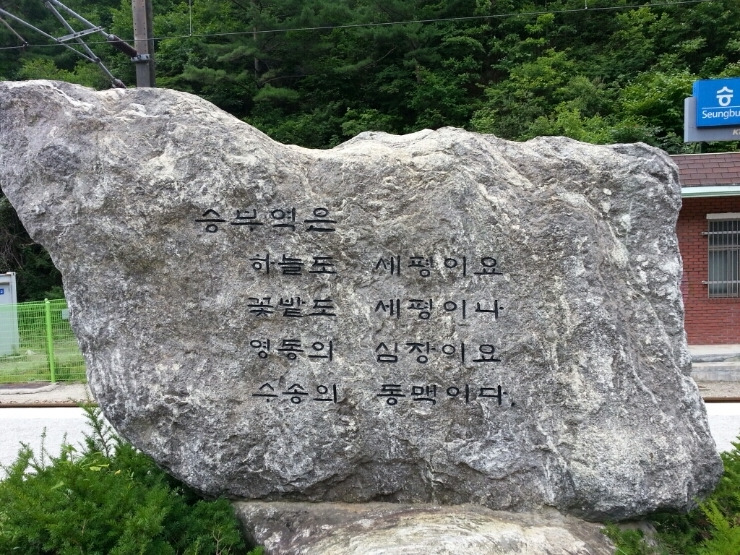 승부역은
하늘도 세평이요
꽃밭도 세평이나
영동의 심장이요
수송의 동맥이다.
승